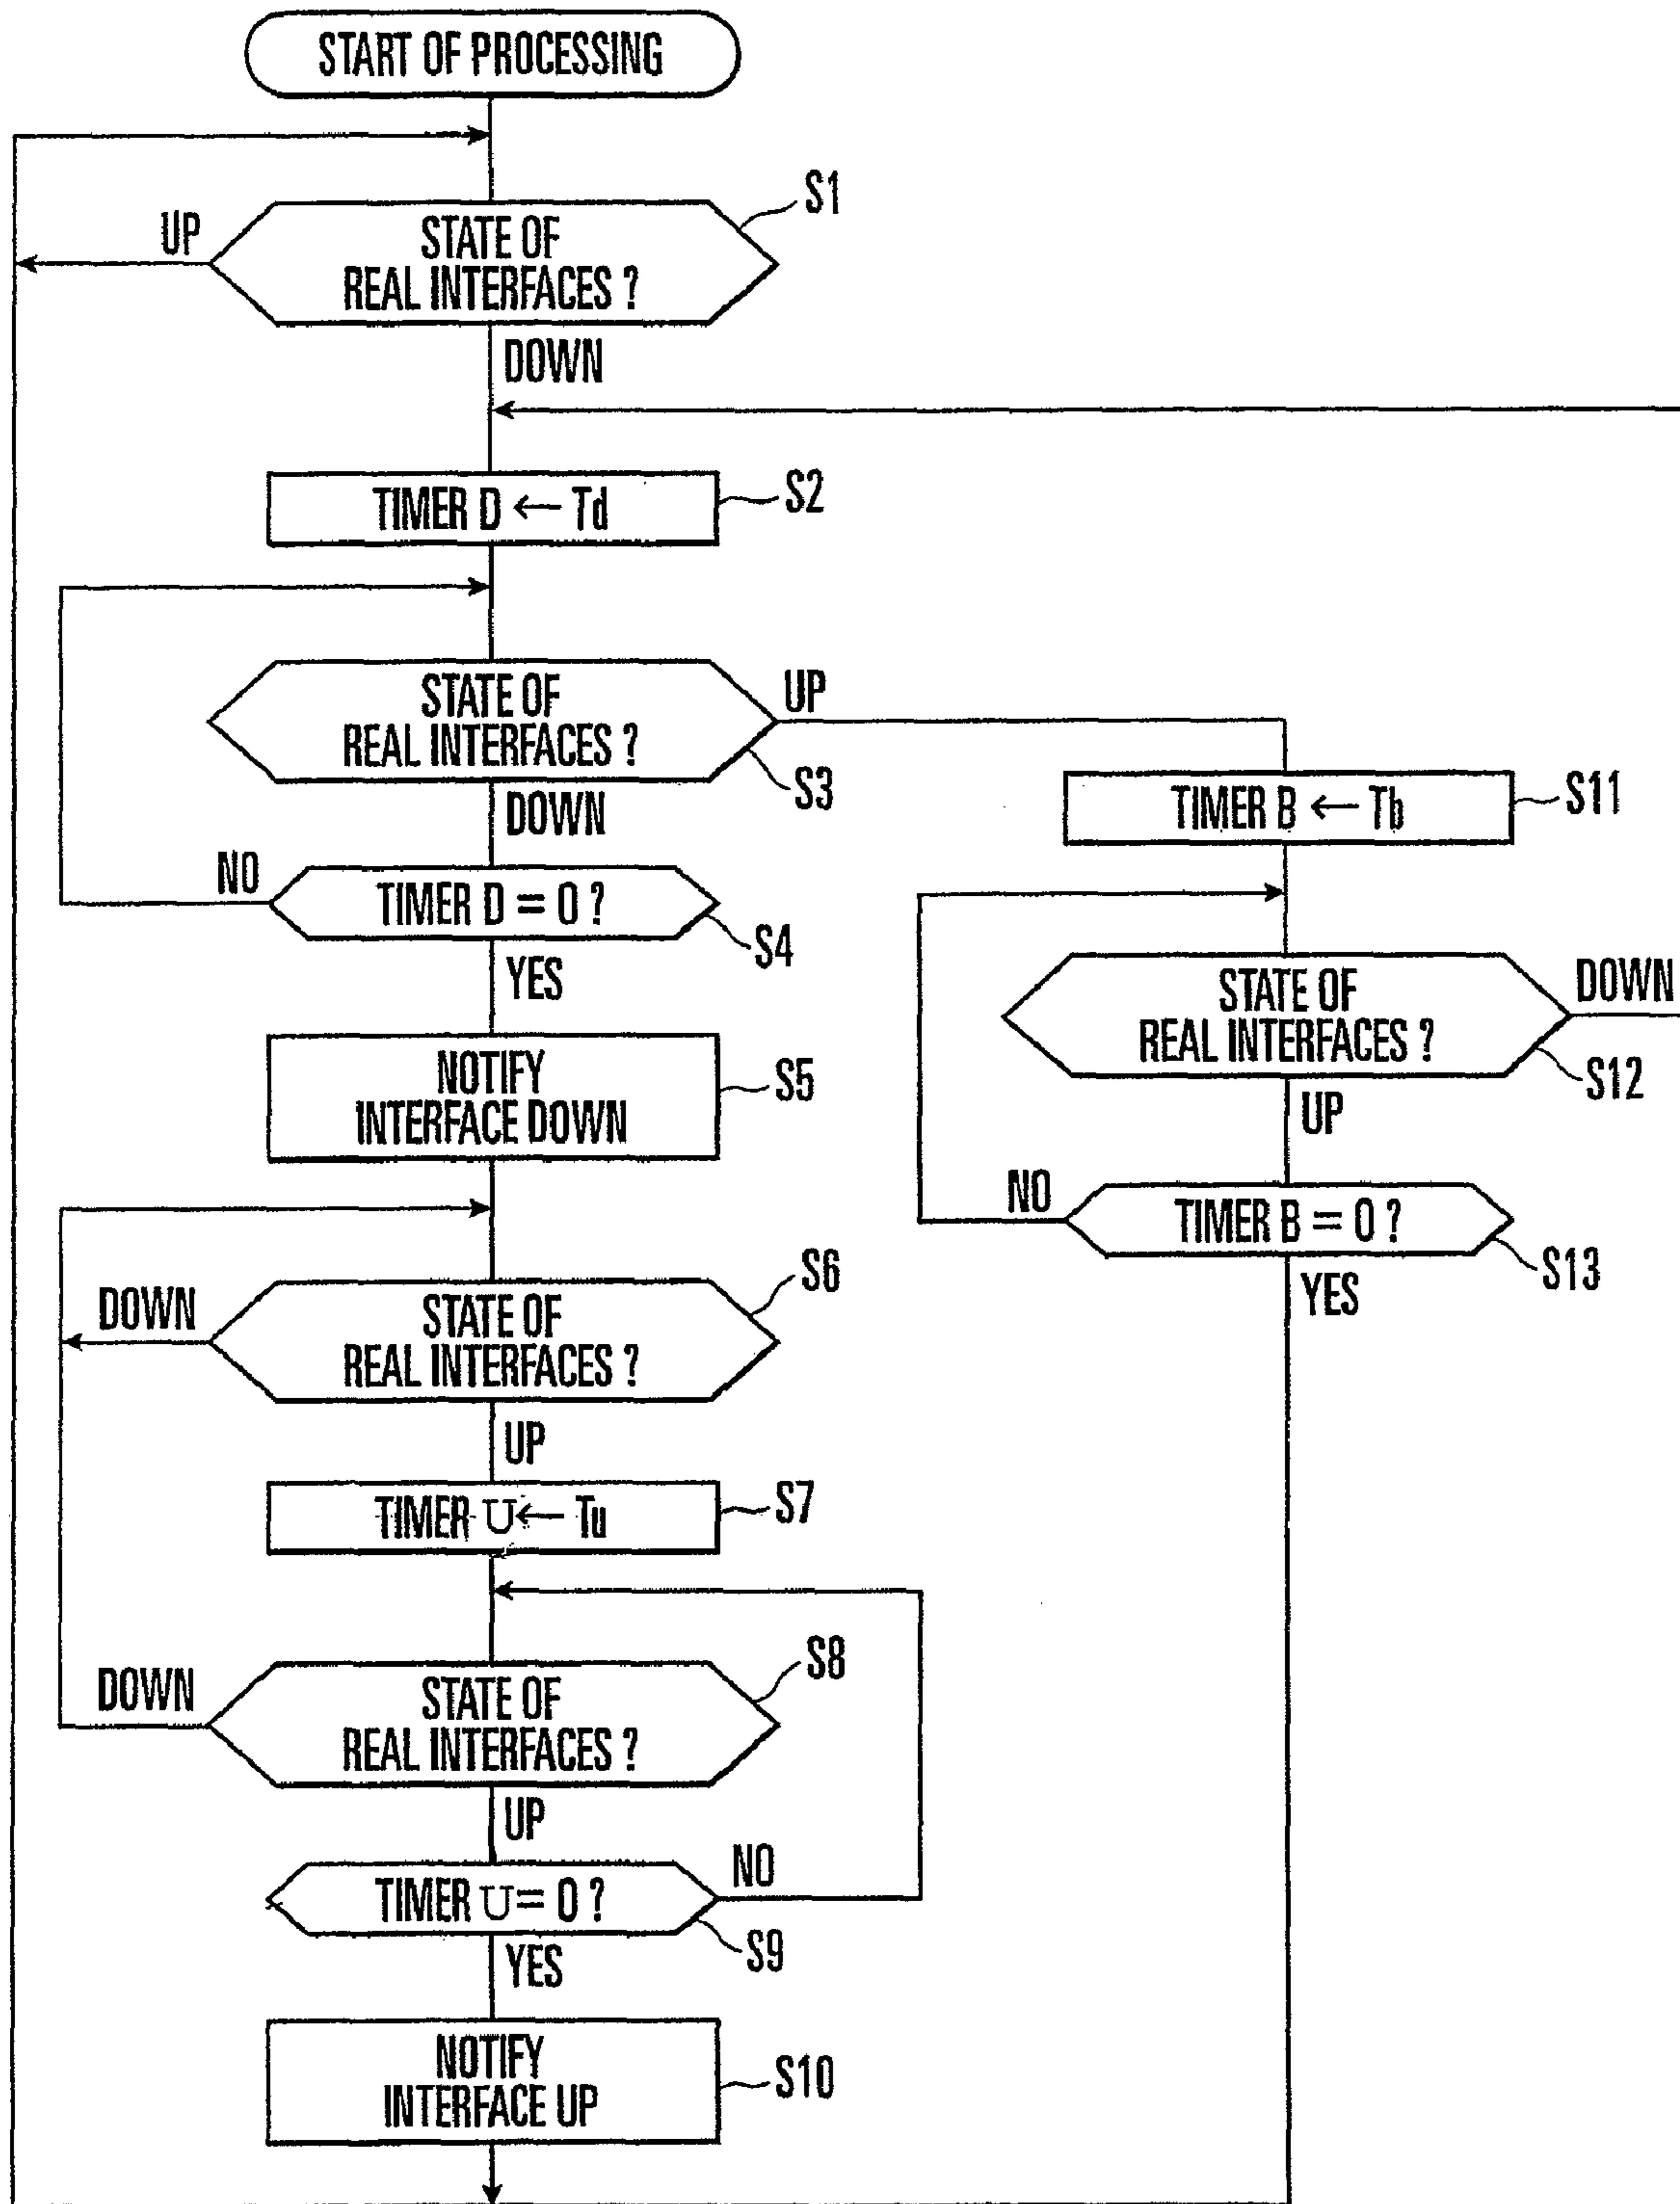 START OF PROCESSING
S1
UP
STATE OF
REAL INTERFACES ?
DOWN
S2
TIMER D ← Td
STATE OF
REAL INTERFACES ?
UP
S3
DOWN
S11
TIMER B ← Tb
NO
TIMER D = 0 ?
S4
YES
STATE OF
REAL INTERFACES ?
DOWN
S12
UP
NOTIFY
INTERFACE DOWN
S5
NO
TIMER B = 0 ?
S13
YES
S6
DOWN
STATE OF
REAL INTERFACES ?
UP
S7
TIMER U ← Tu
S8
DOWN
STATE OF
REAL INTERFACES ?
UP
NO
TIMER U = 0 ?
S9
YES
NOTIFY
INTERFACE UP
S10